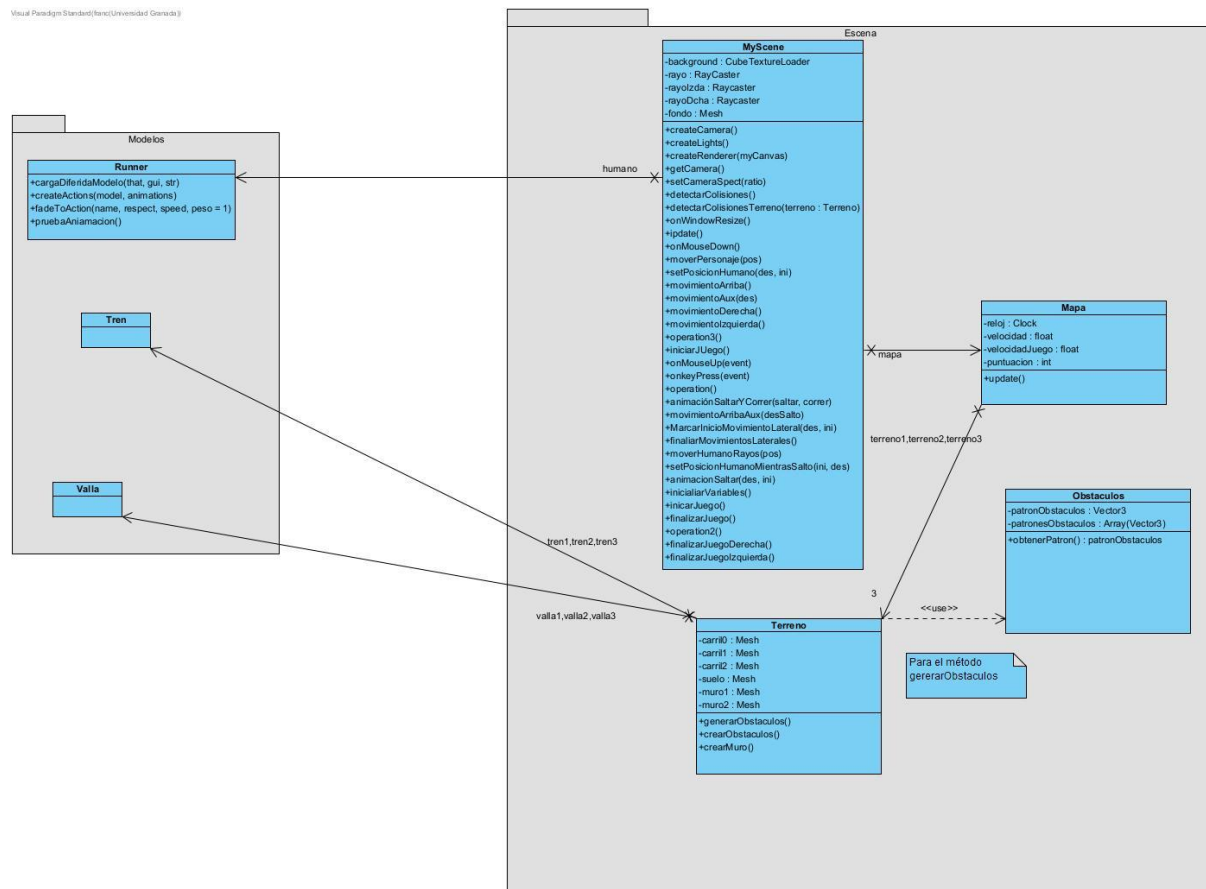 Visual Paradigm Standard(franc(Universidad Granada))
Escena
MyScene
-background : CubeTextureLoader
-rayo : RayCaster
-rayoIzda : Raycaster
-rayoDcha : Raycaster
-fondo : Mesh
+createCamera()
+createLights()
+createRenderer(myCanvas)
+getCamera()
+setCameraSpect(ratio)
+detectarColisiones()
+detectarColisionesTerreno(terreno : Terreno)
+onWindowResize()
+ipdate()
+onMouseDown()
+moverPersonaje(pos)
+setPosicionHumano(des, ini)
+movimientoArriba()
+movimientoAux(des)
+movimientoDerecha()
+movimientoIzquierda()
+operation3()
+iniciarJUego()
+onMouseUp(event)
+onkeyPress(event)
+operation()
+animaciónSaltarYCorrer(saltar, correr)
+movimientoArribaAux(desSalto)
+MarcarInicioMovimientoLateral(des, ini)
+finaliarMovimientosLaterales()
+moverHumanoRayos(pos)
+setPosicionHumanoMientrasSalto(ini, des)
+animacionSaltar(des, ini)
+inicialiarVariables()
+inicarJuego()
+finalizarJuego()
+operation2()
+finalizarJuegoDerecha()
+finalizarJuegoIzquierda()
Modelos
Runner
+cargaDiferidaModelo(that, gui, str)
+createActions(model, animations)
+fadeToAction(name, respect, speed, peso = 1)
+pruebaAniamacion()
humano
Tren
Valla
mapa
Mapa
-reloj : Clock
-velocidad : float
-velocidadJuego : float
-puntuacion : int
+update()
terreno1,terreno2,terreno3
Obstaculos
-patronObstaculos : Vector3
-patronesObstaculos : Array(Vector3)
+obtenerPatron() : patronObstaculos
tren1,tren2,tren3
valla1,valla2,valla3
3
<<use>>
Terreno
-carril0 : Mesh
-carril1 : Mesh
-carril2 : Mesh
-suelo : Mesh
-muro1 : Mesh
-muro2 : Mesh
+generarObstaculos()
+crearObstaculos()
+crearMuro()
Para el método
gererarObstaculos